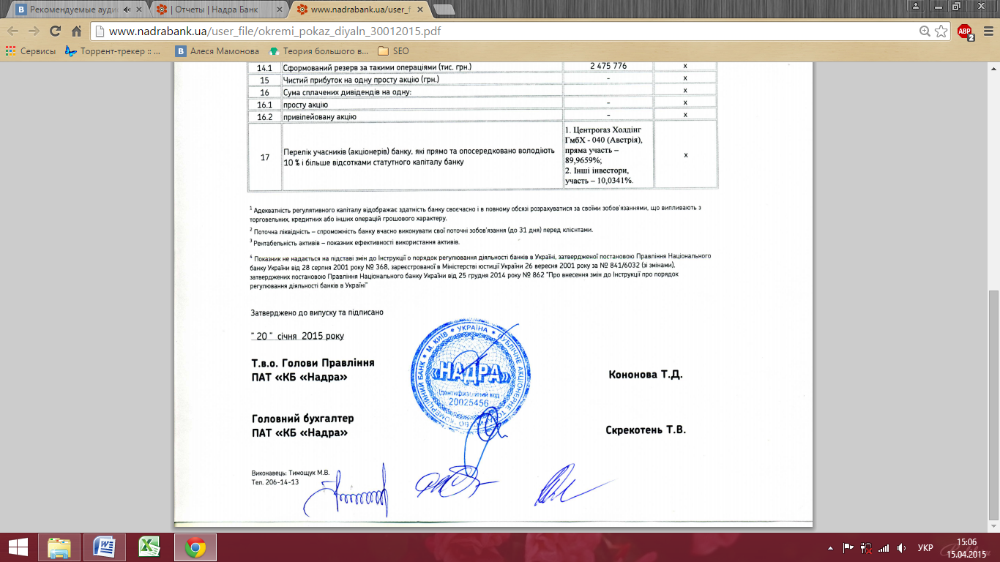 Рекомендуемые ауди
| Отчеты | Надра Банк
www.nadrabank.ua/user_f
www.nadrabank.ua/user_file/okremi_pokaz_diyaln_30012015.pdf
ABP
2
Сервисы
Торрент-трекер :: ...
Алеся Мамонова
Теория большого в...
SEO
14.1 Сформований резерв за такими операціями (тис. грн.) 2 475 776 x
15 Чистий прибуток на одну просту акцію (грн.) - x
16 Сума сплачених дивідендів на одну: x
16.1 просту акцію - x
16.2 привілейовану акцію - x
17
Перелік учасників (акціонерів) банку, які прямо та опосередковано володіють
10 % і більше відсотками статутного капіталу банку
1. Центрогаз Холдінг
ГмбХ - 040 (Австрія),
пряма участь –
89,9659%;
2. Інші інвестори,
участь – 10,0341%.
x
1 Адекватність регулятивного капіталу відображає здатність банку своєчасно і в повному обсязі розрахуватися за своїми зобов'язаннями, що випливають з
торговельних, кредитних або інших операцій грошового характеру.
2 Поточна ліквідність – спроможність банку вчасно виконувати свої поточні зобов'язання (до 31 дня) перед клієнтами.
3 Рентабельність активів – показник ефективності використання активів.
4 Показник не надається на підставі змін до Інструкції о порядок регулювання діяльності банків в Україні, затвердженої постановою Правління Національного
банку України від 28 серпня 2001 року № 368, зареєстрованої в Міністерстві юстиції України 26 вересня 2001 року за № 841/6032 (зі змінами),
затверджених постановою Правління Національного банку України від 25 грудня 2014 року № 862 "Про внесення змін до Інструкції про порядок
регулювання діяльності банків в Україні"
Затверджено до випуску та підписано
" 20 " січня 2015 року
Т.в.о. Голови Правління
ПАТ «КБ «Надра»
Кононова Т.Д.
М. КИЇВ * УКРАЇНА * ПУБЛІЧНЕ АКЦІОНЕРНЕ
КОМЕРЦІЙНИЙ БАНК
«НАДРА»
Ідентифікаційний код
20025456
Головний бухгалтер
ПАТ «КБ «Надра»
Скрекотень Т.В.
Виконавець: Тимощук М.В.
Тел. 206-14-13
УКР
15:06
15.04.2015